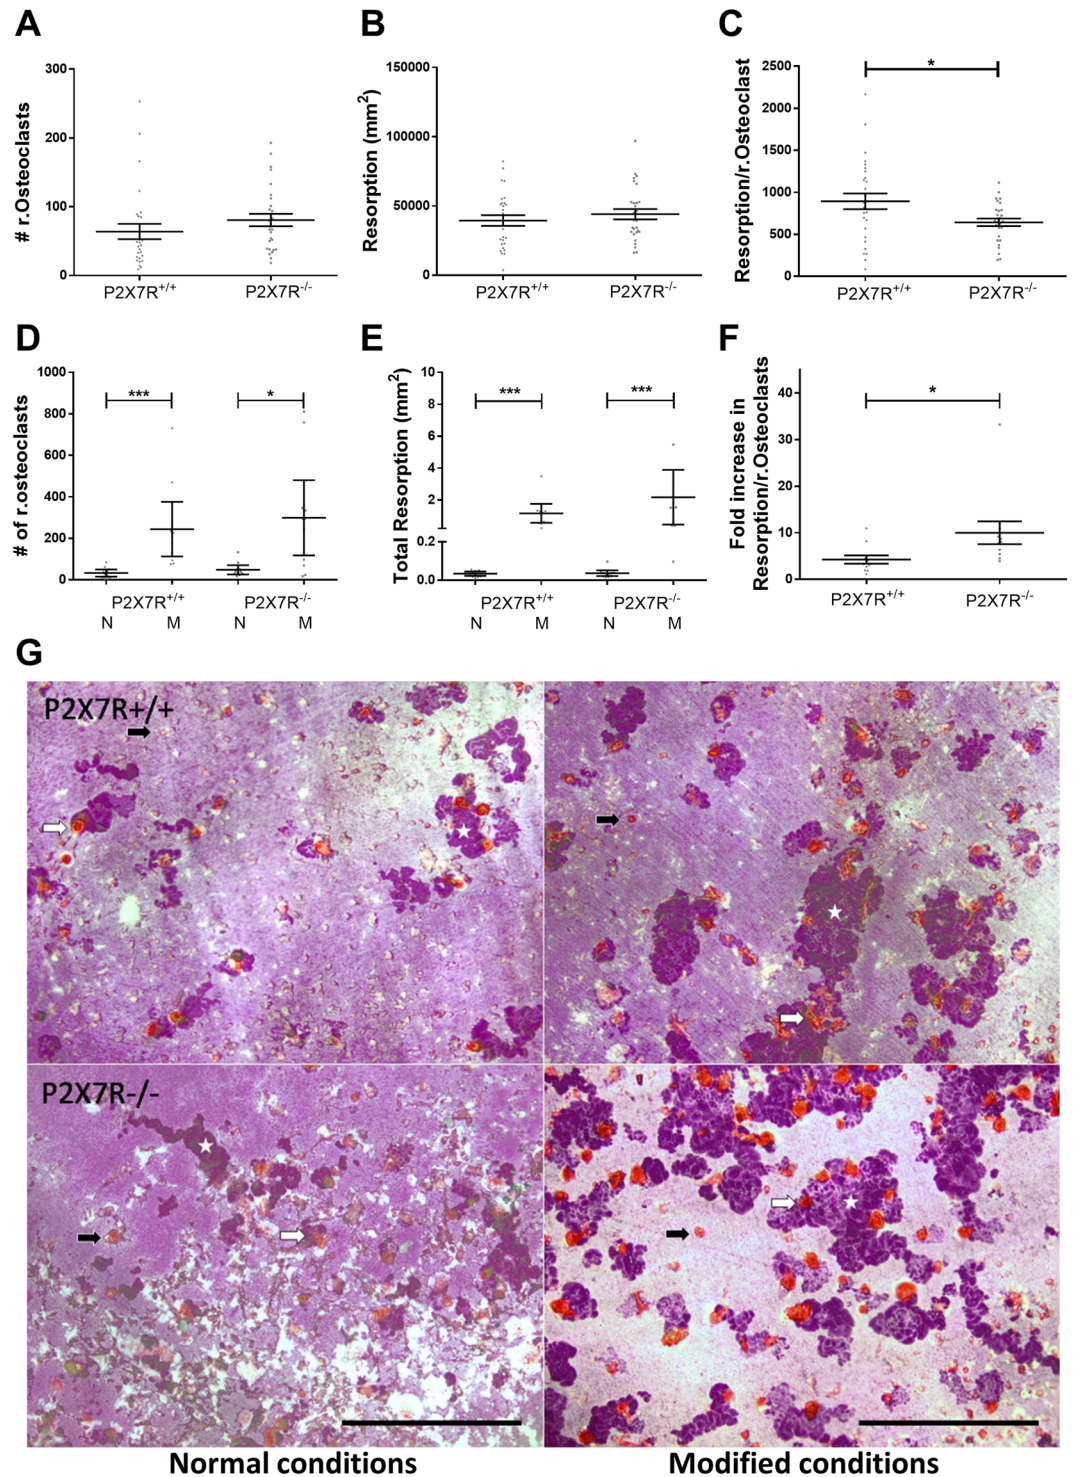 A
B
C
# r.Osteoclasts
300
200
100
0
P2X7R+/+
P2X7R-/-
Resorption (mm2)
150000
100000
50000
0
P2X7R+/+
P2X7R-/-
Resorption/r.Osteoclast
2500
2000
1500
1000
500
0
*
P2X7R+/+
P2X7R-/-
D
E
F
# of r.osteoclasts
1000
800
600
400
200
0
***
*
P2X7R+/+
P2X7R-/-
N
M
N
M
Total Resorption (mm2)
10
8
6
4
2
0.2
0.0
***
***
P2X7R+/+
P2X7R-/-
N
M
N
M
Fold increase in
Resorption/r.Osteoclasts
40
30
20
10
0
*
P2X7R+/+
P2X7R-/-
G
P2X7R+/+
P2X7R-/-
Normal conditions
Modified conditions